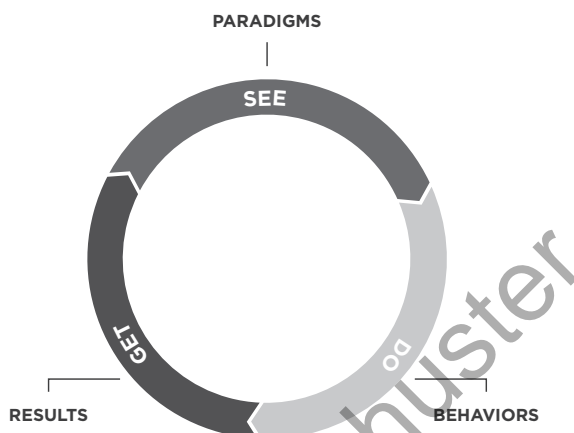 PARADIGMS
SEE
GET
DO
RESULTS
BEHAVIORS
huster